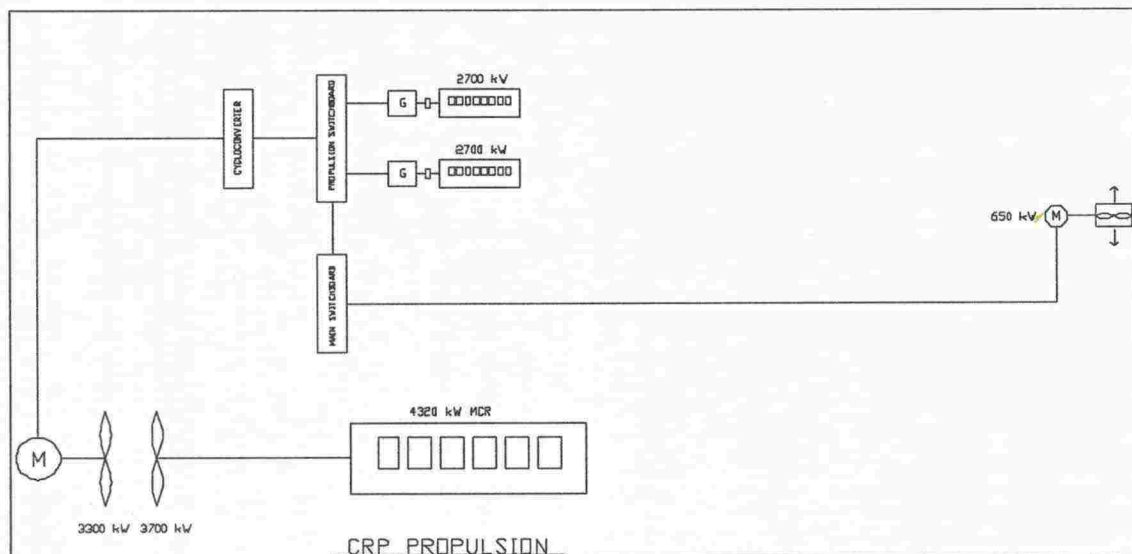 2700 kW
G
CYCLOCONVERTER
PROPULSION SWITCHBOARD
2700 kW
G
650 kW
M
MAIN SWITCHBOARD
4320 kW MCR
M
3300 kW
3700 kW
CRP PROPULSION